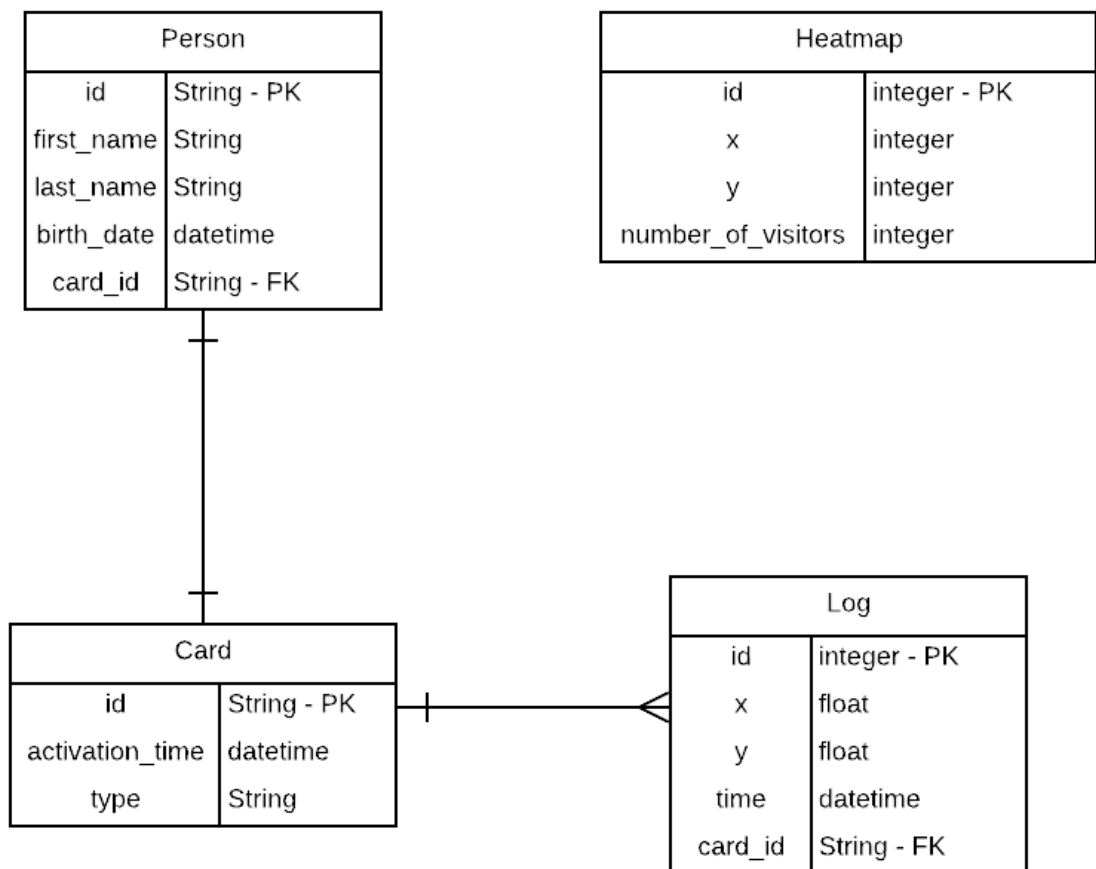 Person
id String - PK
first_name String
last_name String
birth_date datetime
card_id String - FK
Heatmap
id integer - PK
x integer
y integer
number_of_visitors integer
Card
id String - PK
activation_time datetime
type String
Log
id integer - PK
x float
y float
time datetime
card_id String - FK